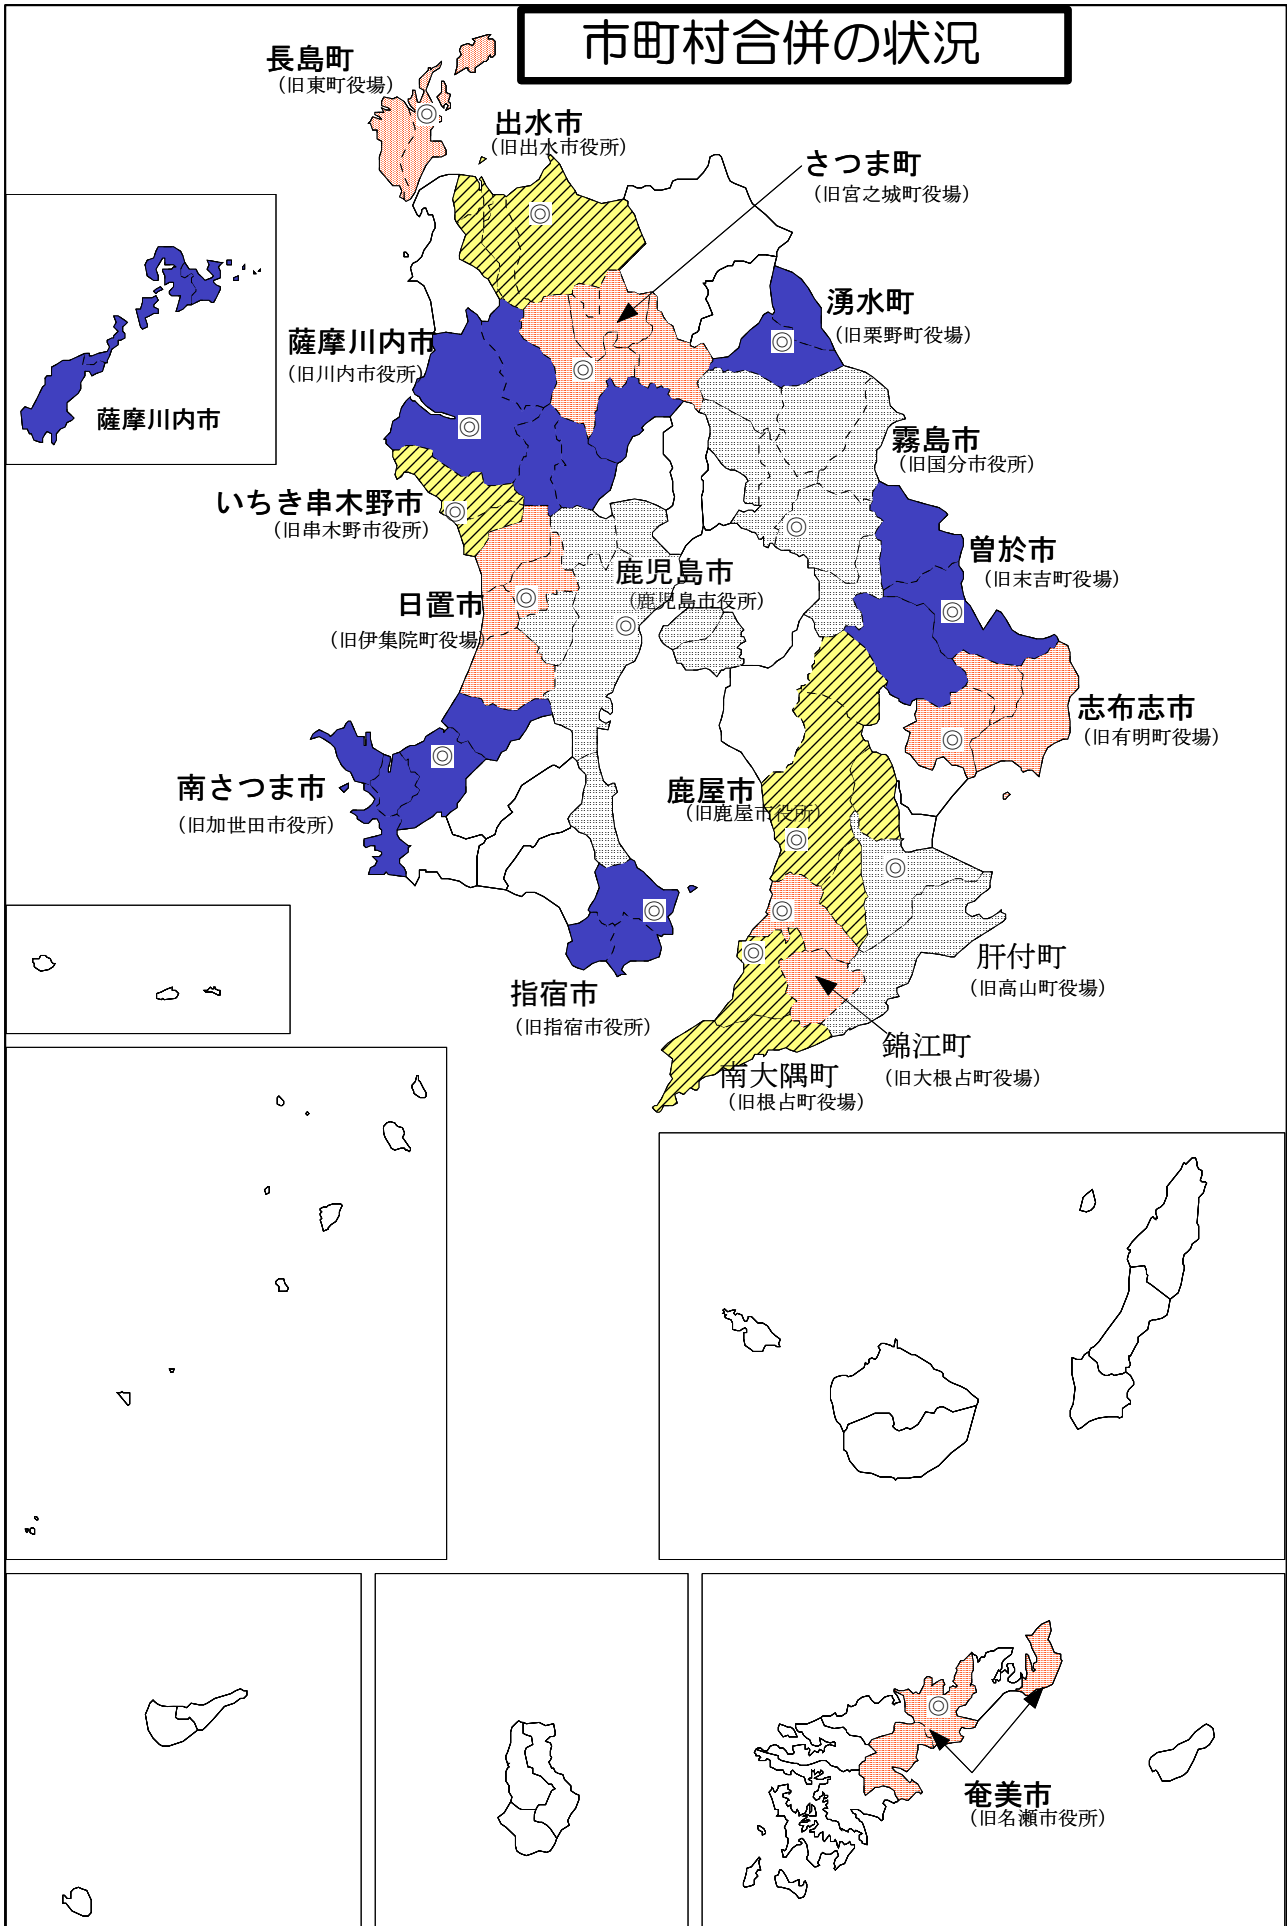 市町村合併の状況
長島町
（旧東町役場）
出水市
（旧出水市役所）
さつま町
（旧宮之城町役場）
湧水町
（旧栗野町役場）
薩摩川内市
（旧川内市役所）
薩摩川内市
霧島市
（旧国分市役所）
いちき串木野市
（旧串木野市役所）
曽於市
（旧末吉町役場）
鹿児島市
（鹿児島市役所）
日置市
（旧伊集院町役場）
志布志市
（旧有明町役場）
南さつま市
（旧加世田市役所）
鹿屋市
（旧鹿屋市役所）
肝付町
（旧高山町役場）
指宿市
（旧指宿市役所）
錦江町
（旧大根占町役場）
南大隅町
（旧根占町役場）
奄美市
（旧名瀬市役所）